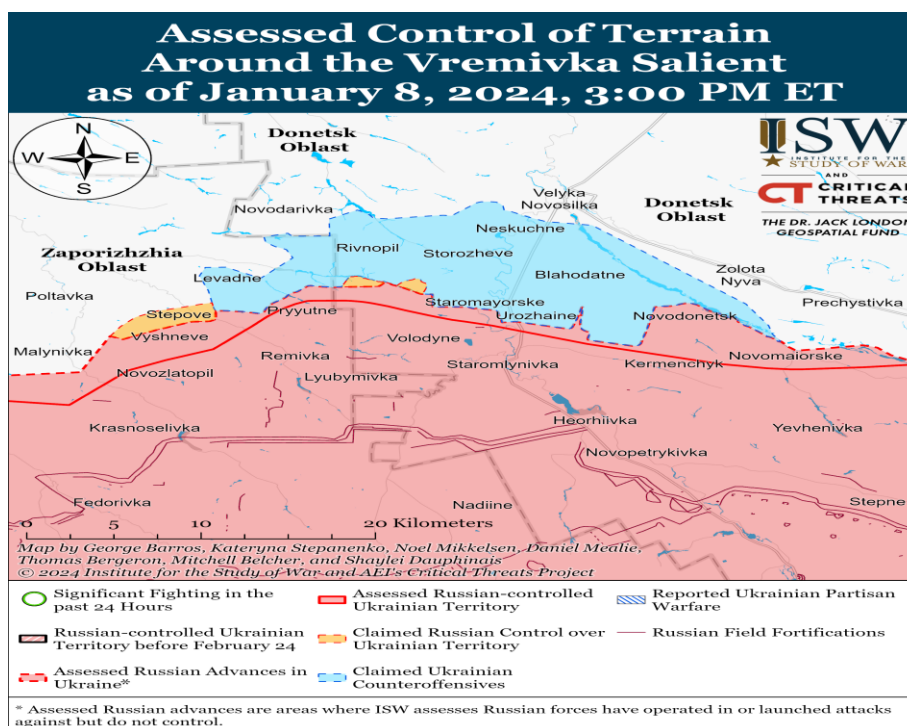 Assessed Control of Terrain
Around the Vremivka Salient
as of January 8, 2024, 3:00 PM ET
N
W E
S
ISW
INSTITUTE FOR THE
STUDY OF WAR
AND
CT CRITICAL
THREATS
THE DR. JACK LONDON
GEOSPATIAL FUND
Donetsk
Oblast
Velyka
Novosilka
Novodarivka
Donetsk
Oblast
Neskuchne
Rivnopil
Storozheve
Zaporizhzhia
Oblast
Levadne
Blahodatne
Zolota
Nyva
Poltavka
Staromayorske
Prechystivka
Stepove
Pryyutne
Urozhaine
Novodonetsk
Vyshneve
Volodyne
Malynivka
Remivka
Novomaiorske
Novozlatopil
Lyubymivka
Staromlynivka
Kermenchyk
Krasnoselivka
Heorhiivka
Yevhenivka
Novopetrykivka
Fedorivka
Nadiine
Stepne
0 5 10 20 Kilometers
Map by George Barros, Kateryna Stepanenko, Noel Mikkelsen, Daniel Mealie,
Thomas Bergeron, Mitchell Belcher, and Shaylei Dauphinais
© 2024 Institute for the Study of War and AEI's Critical Threats Project
Significant Fighting in the
past 24 Hours
Assessed Russian-controlled
Ukrainian Territory
Reported Ukrainian Partisan
Warfare
Russian-controlled Ukrainian
Territory before February 24
Claimed Russian Control over
Ukrainian Territory
Russian Field Fortifications
Assessed Russian Advances in
Ukraine*
Claimed Ukrainian
Counteroffensives
* Assessed Russian advances are areas where ISW assesses Russian forces have operated in or launched attacks
against but do not control.